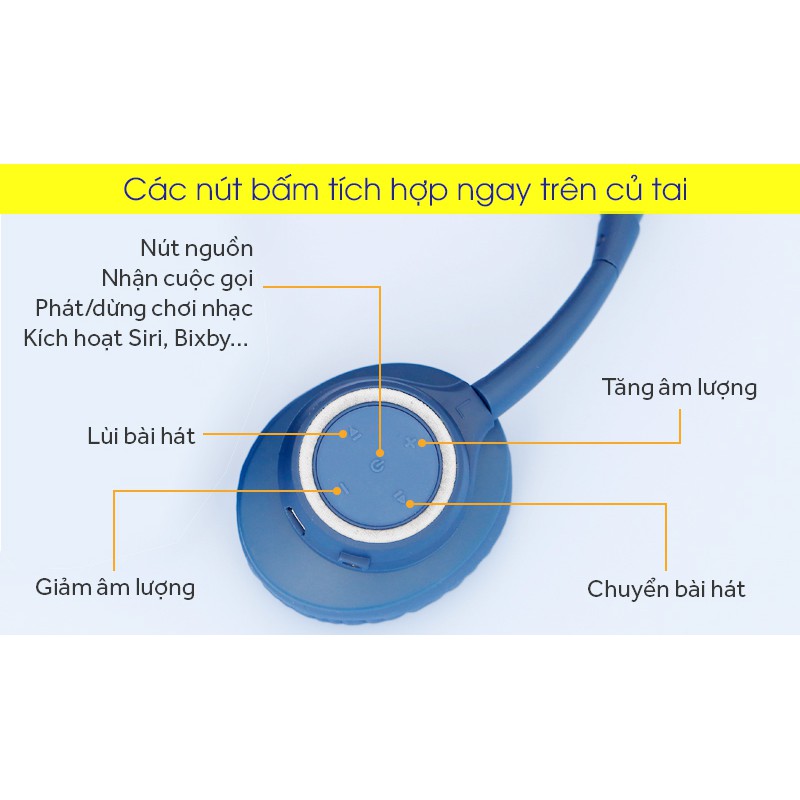 Các nút bấm tích hợp ngay trên củ tai
Nút nguồn
Nhận cuộc gọi
Phát/dừng chơi nhạc
Kích hoạt Siri, Bixby...
Tăng âm lượng
Lùi bài hát
Giảm âm lượng
Chuyển bài hát
L